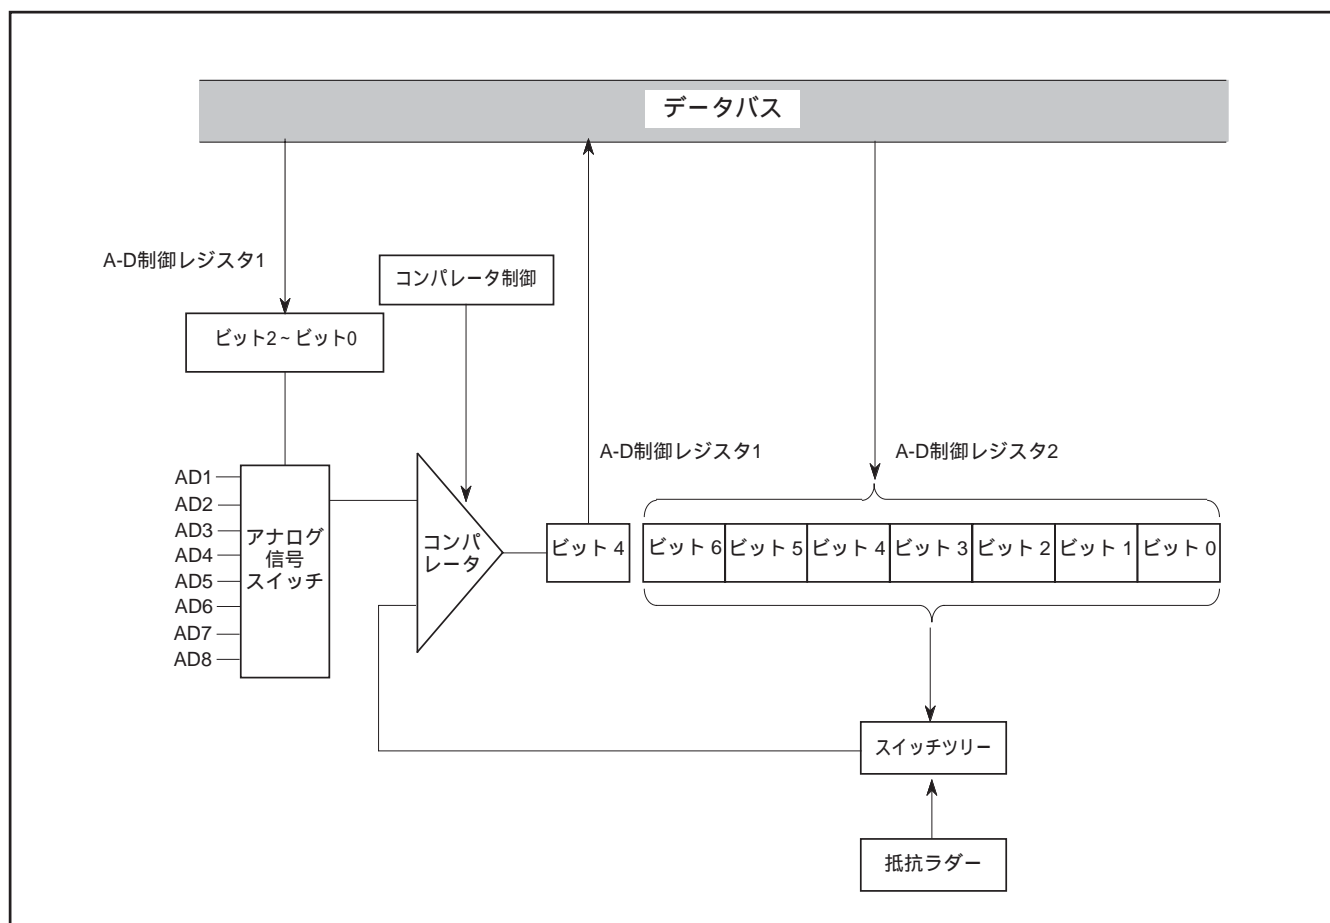 データバス
A-D制御レジスタ1
コンパレータ制御
ビット2~ビット0
A-D制御レジスタ1
A-D制御レジスタ2
AD1
AD2
AD3
AD4
AD5
AD6
AD7
AD8
アナログ
信号
スイッチ
コンパ
レータ
ビット 4
ビット 6
ビット 5
ビット 4
ビット 3
ビット 2
ビット 1
ビット 0
スイッチツリー
抵抗ラダー